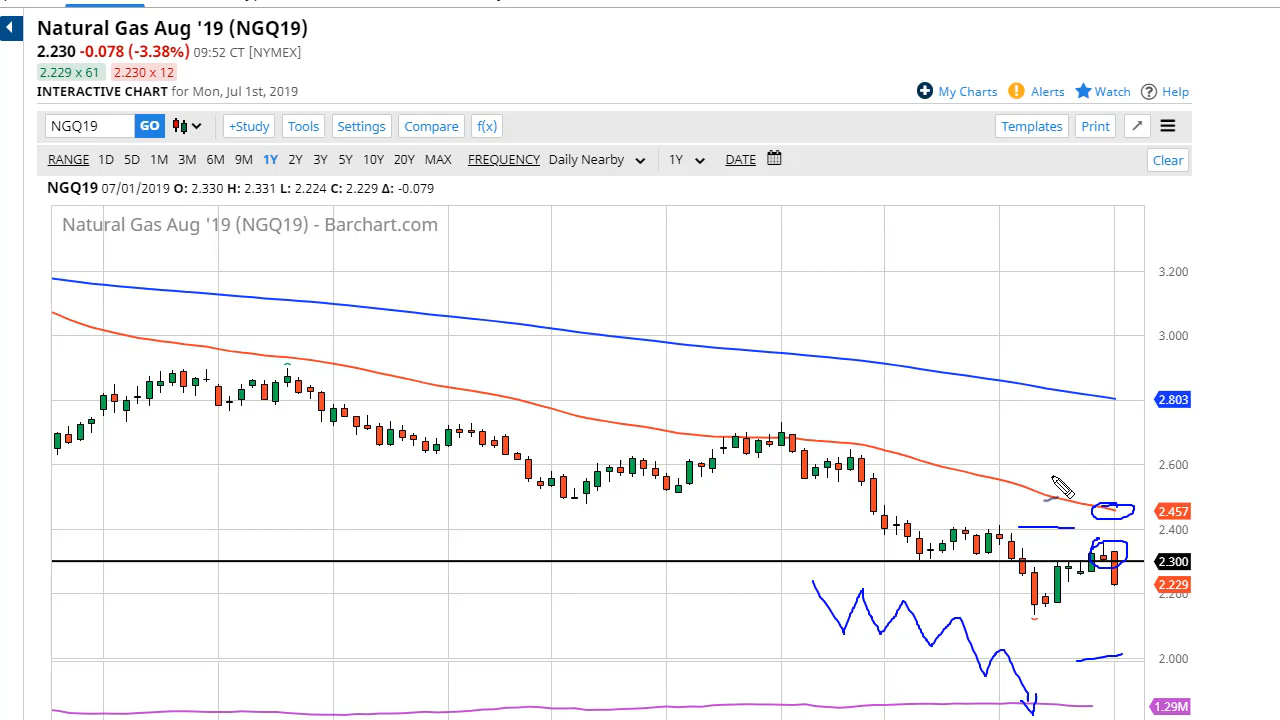 Natural Gas Aug '19 (NGQ19)
2.230 -0.078 (-3.38%) 09:52 CT [NYMEX]
2.229 x 61 2.230 x 12
INTERACTIVE CHART for Mon, Jul 1st, 2019
My Charts Alerts Watch Help
NGQ19 GO +Study Tools Settings Compare f(x) Templates Print
RANGE 1D 5D 1M 3M 6M 9M 1Y 2Y 3Y 5Y 10Y 20Y MAX FREQUENCY Daily Nearby 1Y DATE Clear
NGQ19 07/01/2019 O: 2.330 H: 2.331 L: 2.224 C: 2.229 Δ: -0.079
Natural Gas Aug '19 (NGQ19) - Barchart.com
3.200
3.000
2.803
2.600
2.457
2.400
2.300
2.229
2.200
2.000
1.29M